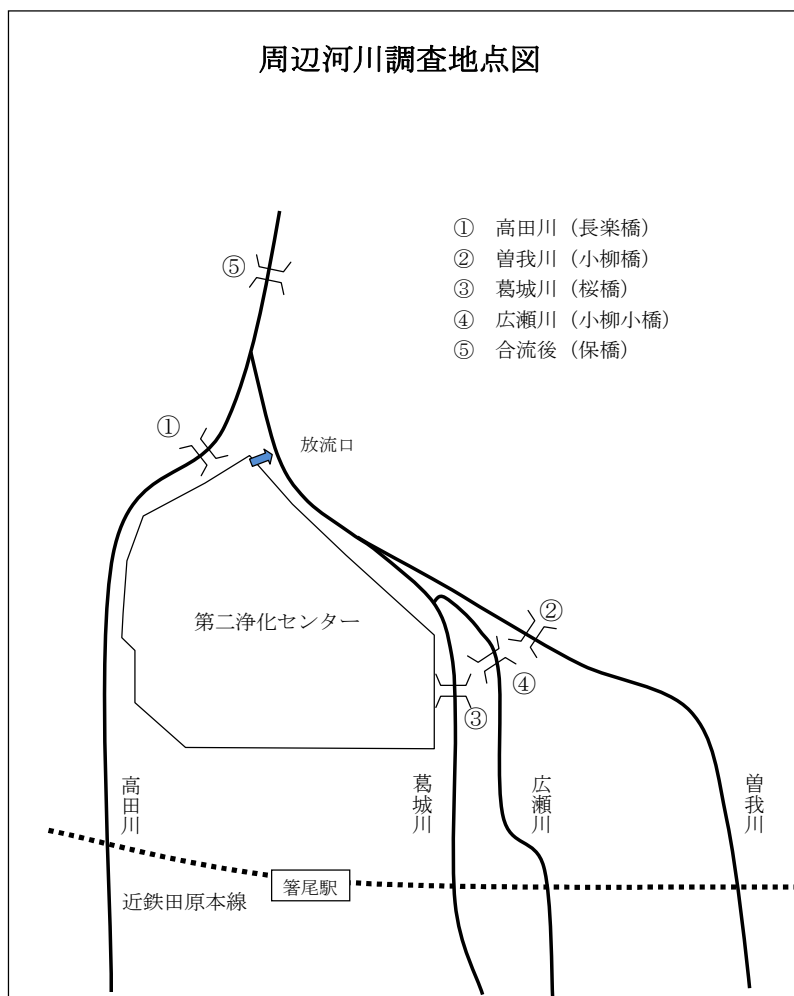 周辺河川調査地点図
① 高田川（長楽橋）
② 曽我川（小柳橋）
③ 葛城川（桜橋）
④ 広瀬川（小柳小橋）
⑤ 合流後（保橋）
⑤
①
放流口
②
第二浄化センター
④
③
高田川
葛城川
広瀬川
曽我川
箸尾駅
近鉄田原本線